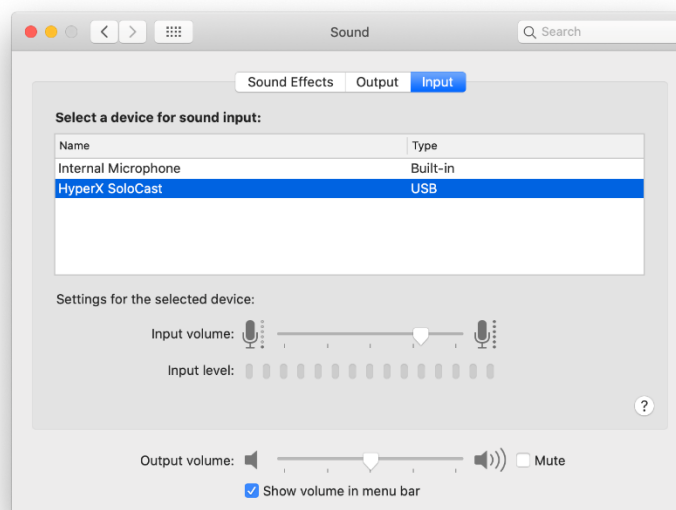 Sound
Search
Sound Effects Output Input
Select a device for sound input:
Name Type
Internal Microphone Built-in
HyperX SoloCast USB
Settings for the selected device:
Input volume:
Input level:
?
Output volume: Mute
Show volume in menu bar